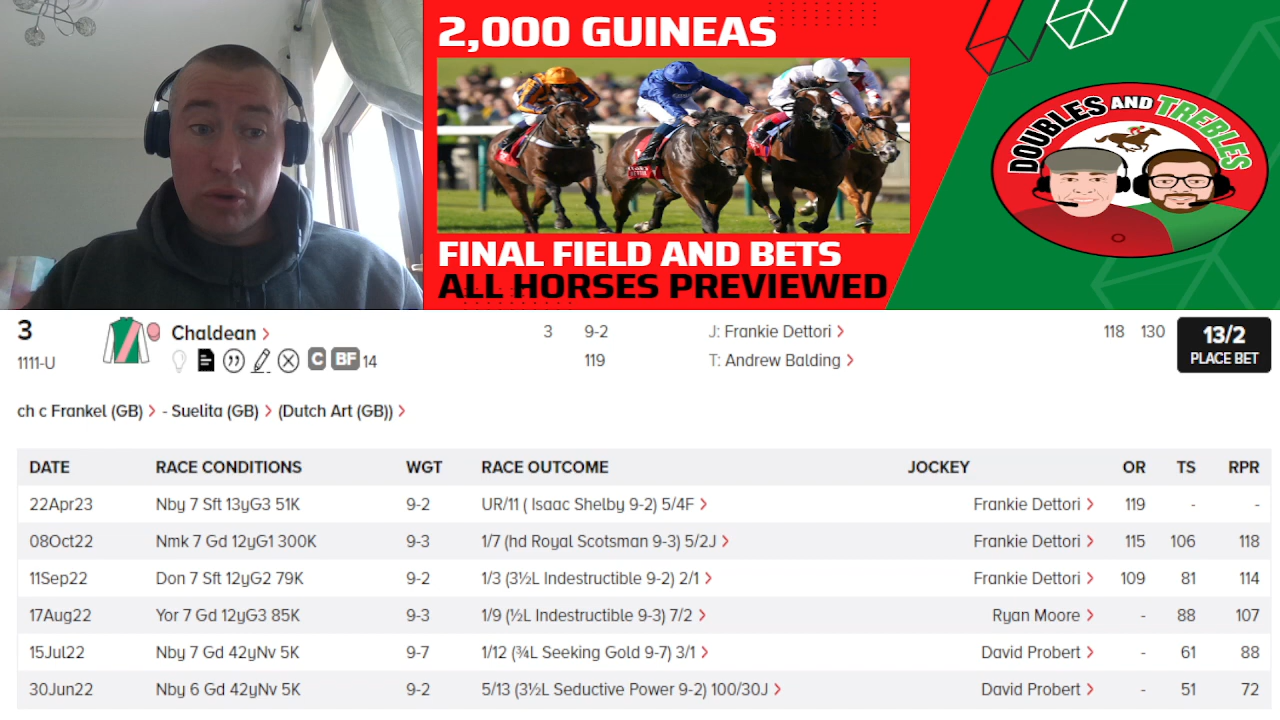 2,000 GUINEAS
FINAL FIELD AND BETS
ALL HORSES PREVIEWED
DOUBLES AND TREBLES
3 Chaldean 3 9-2 J: Frankie Dettori 118 130 13/2
1111-U C BF 14 119 T: Andrew Balding PLACE BET
ch c Frankel (GB) - Suelita (GB) (Dutch Art (GB))
DATE RACE CONDITIONS WGT RACE OUTCOME JOCKEY OR TS RPR
22Apr23 Nby 7 Sft 13yG3 51K 9-2 UR/11 ( Isaac Shelby 9-2) 5/4F Frankie Dettori 119 - -
08Oct22 Nmk 7 Gd 12yG1 300K 9-3 1/7 (hd Royal Scotsman 9-3) 5/2J Frankie Dettori 115 106 118
11Sep22 Don 7 Sft 12yG2 79K 9-2 1/3 (3½L Indestructible 9-2) 2/1 Frankie Dettori 109 81 114
17Aug22 Yor 7 Gd 12yG3 85K 9-3 1/9 (½L Indestructible 9-3) 7/2 Ryan Moore - 88 107
15Jul22 Nby 7 Gd 42yNv 5K 9-7 1/12 (¾L Seeking Gold 9-7) 3/1 David Probert - 61 88
30Jun22 Nby 6 Gd 42yNv 5K 9-2 5/13 (3½L Seductive Power 9-2) 100/30J David Probert - 51 72